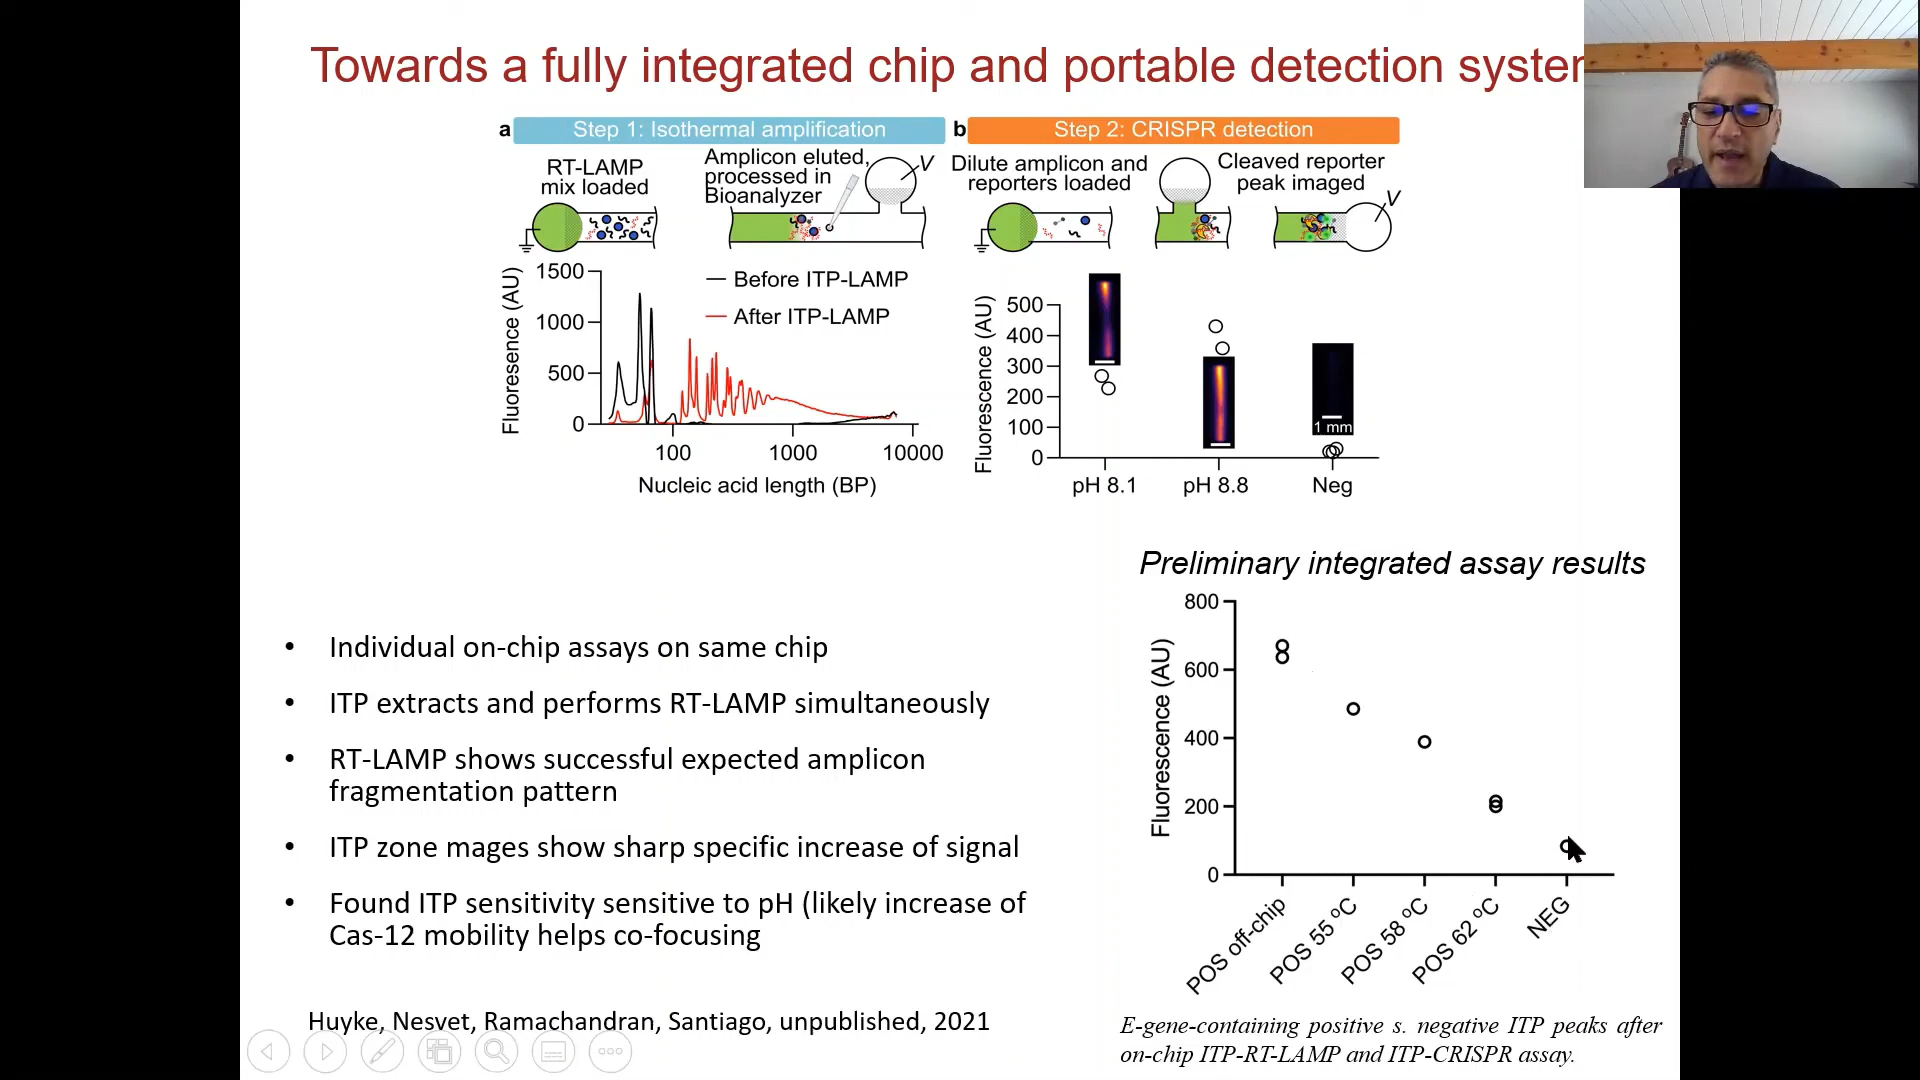 Towards a fully integrated chip and portable detection syster
a
Step 1: Isothermal amplification
RT-LAMP
mix loaded
Amplicon eluted,
processed in
Bioanalyzer
V
Fluoresence (AU)
1500
1000
500
0
Before ITP-LAMP
After ITP-LAMP
100 1000 10000
Nucleic acid length (BP)
b
Step 2: CRISPR detection
Dilute amplicon and
reporters loaded
Cleaved reporter
peak imaged
V
Fluorescence (AU)
500
400
300
200
100
0
1 mm
pH 8.1 pH 8.8 Neg
Preliminary integrated assay results
Fluorescence (AU)
800
600
400
200
0
POS off-chip
POS 55 ºC
POS 58 ºC
POS 62 ºC
NEG
• Individual on-chip assays on same chip
• ITP extracts and performs RT-LAMP simultaneously
• RT-LAMP shows successful expected amplicon
fragmentation pattern
• ITP zone mages show sharp specific increase of signal
• Found ITP sensitivity sensitive to pH (likely increase of
Cas-12 mobility helps co-focusing
Huyke, Nesvet, Ramachandran, Santiago, unpublished, 2021
E-gene-containing positive s. negative ITP peaks after
on-chip ITP-RT-LAMP and ITP-CRISPR assay.